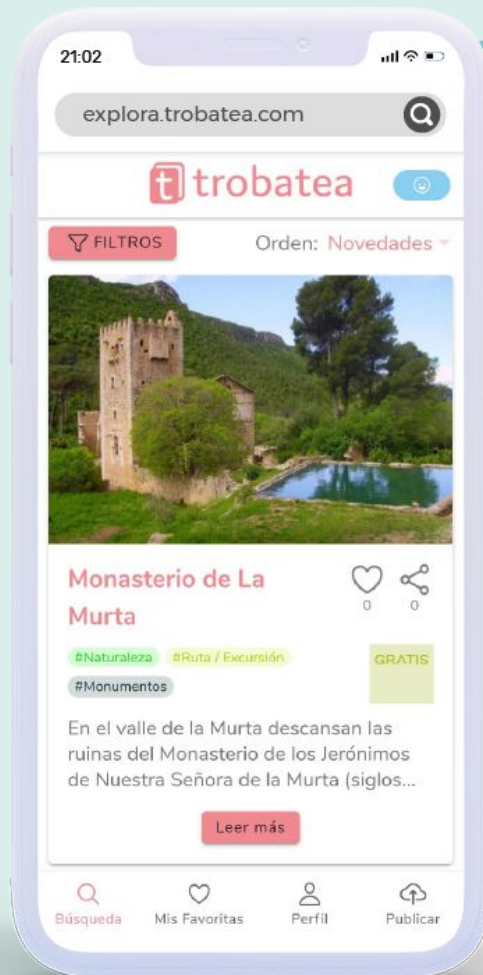 21:02
explora.trobatea.com
trobatea
FILTROS
Orden: Novedades
Monasterio de La
Murta
0 0
#Naturaleza #Ruta / Excursión
GRATIS
#Monumentos
En el valle de la Murta descansan las
ruinas del Monasterio de los Jerónimos
de Nuestra Señora de la Murta (siglos...
Leer más
Búsqueda Mis Favoritas Perfil Publicar